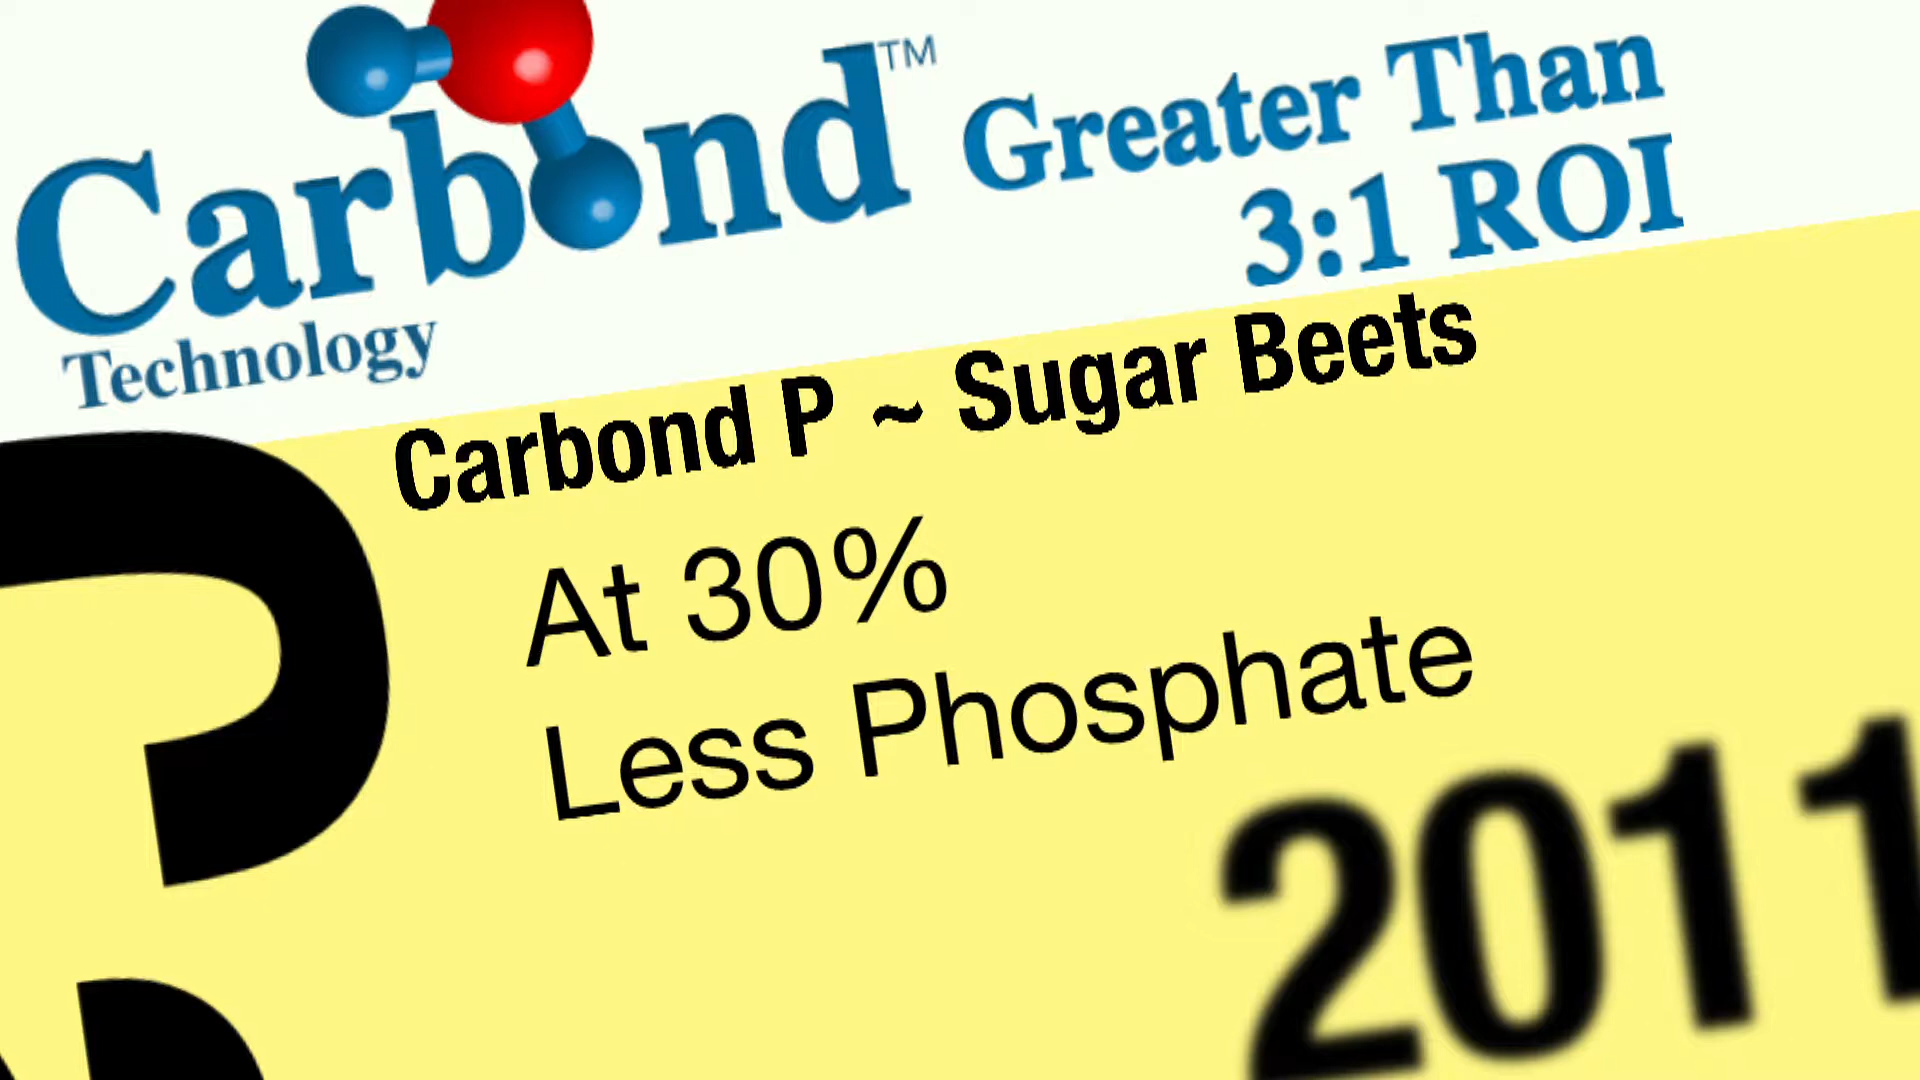 Carbond™
Technology
Greater Than
3:1 ROI
Carbond P ~ Sugar Beets
At 30%
Less Phosphate
2011